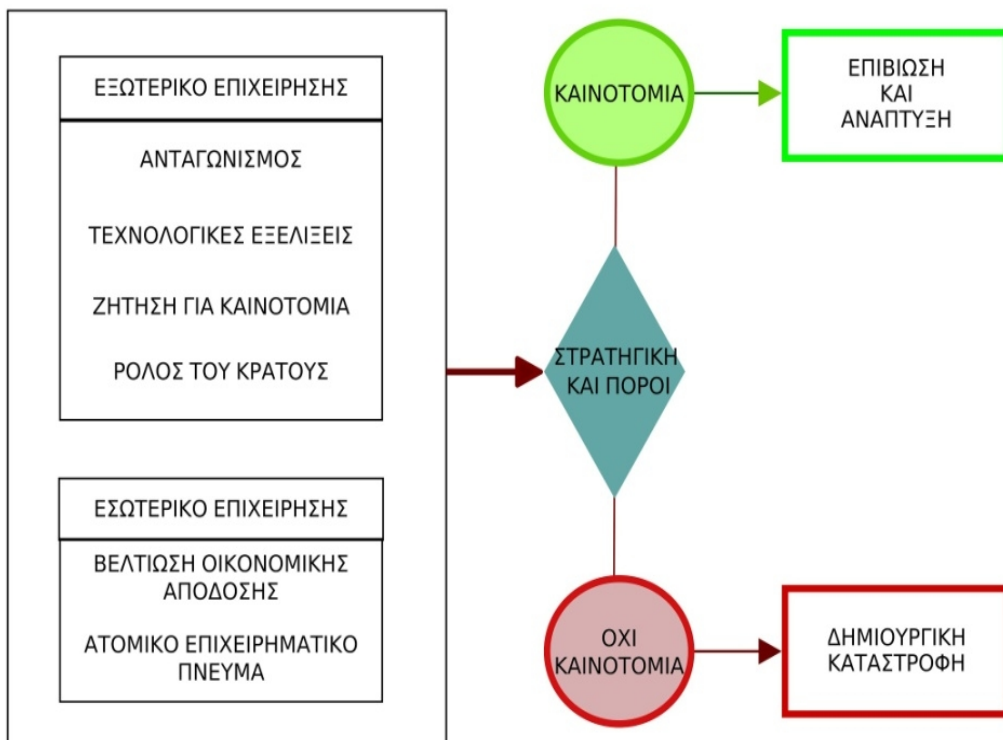 ΕΞΩΤΕΡΙΚΟ ΕΠΙΧΕΙΡΗΣΗΣ
ΑΝΤΑΓΩΝΙΣΜΟΣ
ΤΕΧΝΟΛΟΓΙΚΕΣ ΕΞΕΛΙΞΕΙΣ
ΖΗΤΗΣΗ ΓΙΑ ΚΑΙΝΟΤΟΜΙΑ
ΡΟΛΟΣ ΤΟΥ ΚΡΑΤΟΥΣ
ΕΣΩΤΕΡΙΚΟ ΕΠΙΧΕΙΡΗΣΗΣ
ΒΕΛΤΙΩΣΗ ΟΙΚΟΝΟΜΙΚΗΣ
ΑΠΟΔΟΣΗΣ
ΑΤΟΜΙΚΟ ΕΠΙΧΕΙΡΗΜΑΤΙΚΟ
ΠΝΕΥΜΑ
ΣΤΡΑΤΗΓΙΚΗ
ΚΑΙ ΠΟΡΟΙ
ΚΑΙΝΟΤΟΜΙΑ
ΕΠΙΒΙΩΣΗ
ΚΑΙ
ΑΝΑΠΤΥΞΗ
ΟΧΙ
ΚΑΙΝΟΤΟΜΙΑ
ΔΗΜΙΟΥΡΓΙΚΗ
ΚΑΤΑΣΤΡΟΦΗ